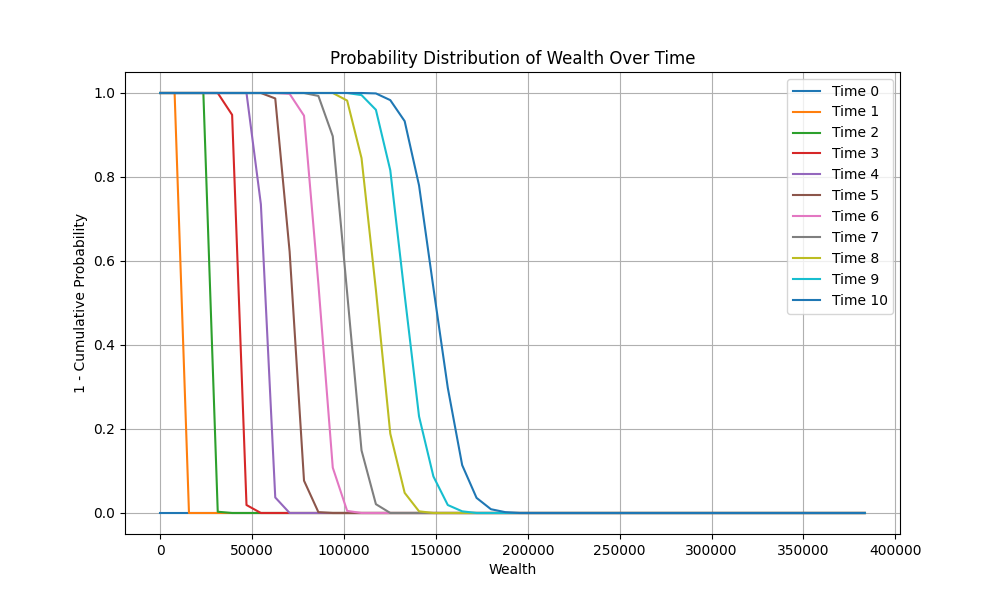 Probability Distribution of Wealth Over Time
1 - Cumulative Probability
1.0
0.8
0.6
0.4
0.2
0.0
0 50000 100000 150000 200000 250000 300000 350000 400000
Wealth
Time 0
Time 1
Time 2
Time 3
Time 4
Time 5
Time 6
Time 7
Time 8
Time 9
Time 10